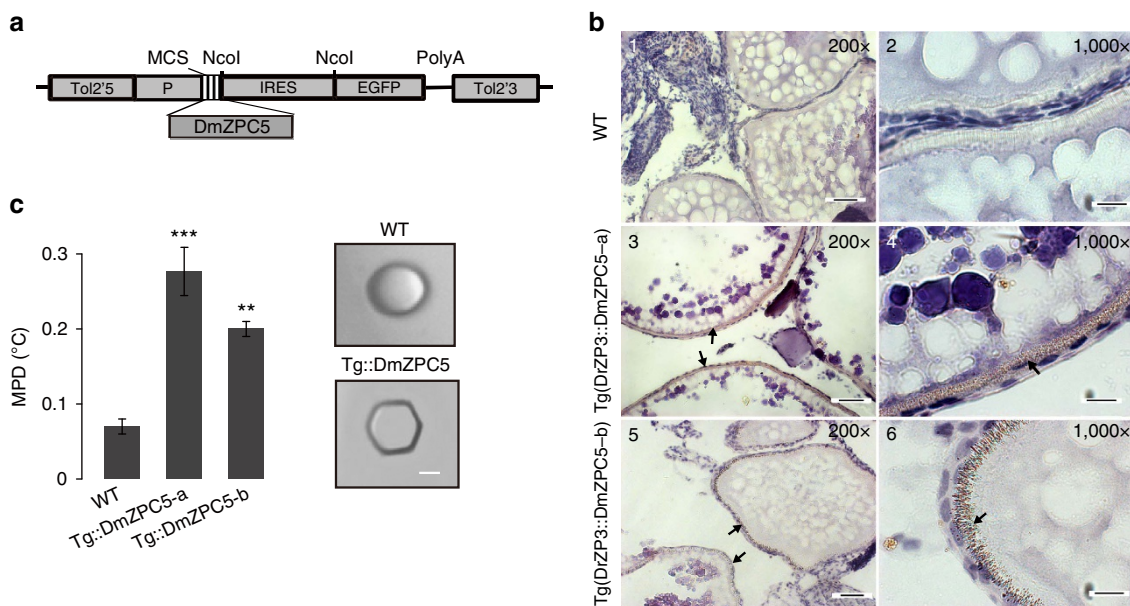 a
MCS NcoI NcoI PolyA
Tol2'5 P IRES EGFP Tol2'3
DmZPC5
b
WT
1 200×
2 1,000×
Tg(DrZP3::DmZPC5–a)
3 200×
4 1,000×
Tg(DrZP3::DmZPC5–b)
5 200×
6 1,000×
c
MPD (°C)
0.3
0.2
0.1
0
***
**
WT
Tg::DmZPC5-a
Tg::DmZPC5-b
WT
Tg::DmZPC5